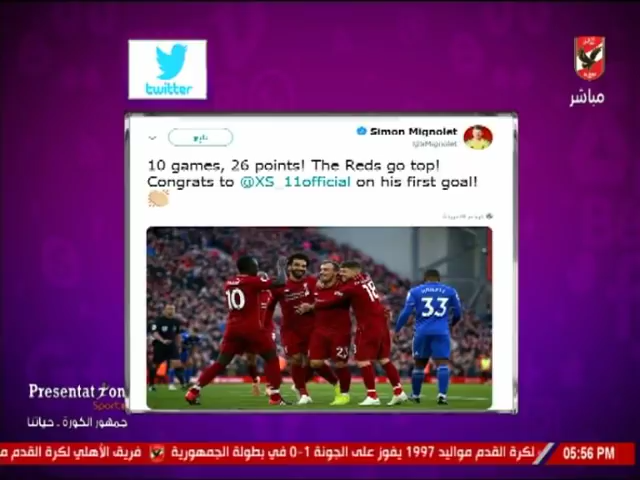 twitter
مباشر
تابع
Simon Mignolet
@SMignolet
10 games, 26 points! The Reds go top!
Congrats to @XS_11official on his first goal!
10
18
23
33
Presentation
Sports
جمهور الكورة .. حياتنا
لكرة القدم مواليد 1997 يفوز على الجونة 1-0 في بطولة الجمهورية
فريق الأهلي لكرة القدم
05:56 PM